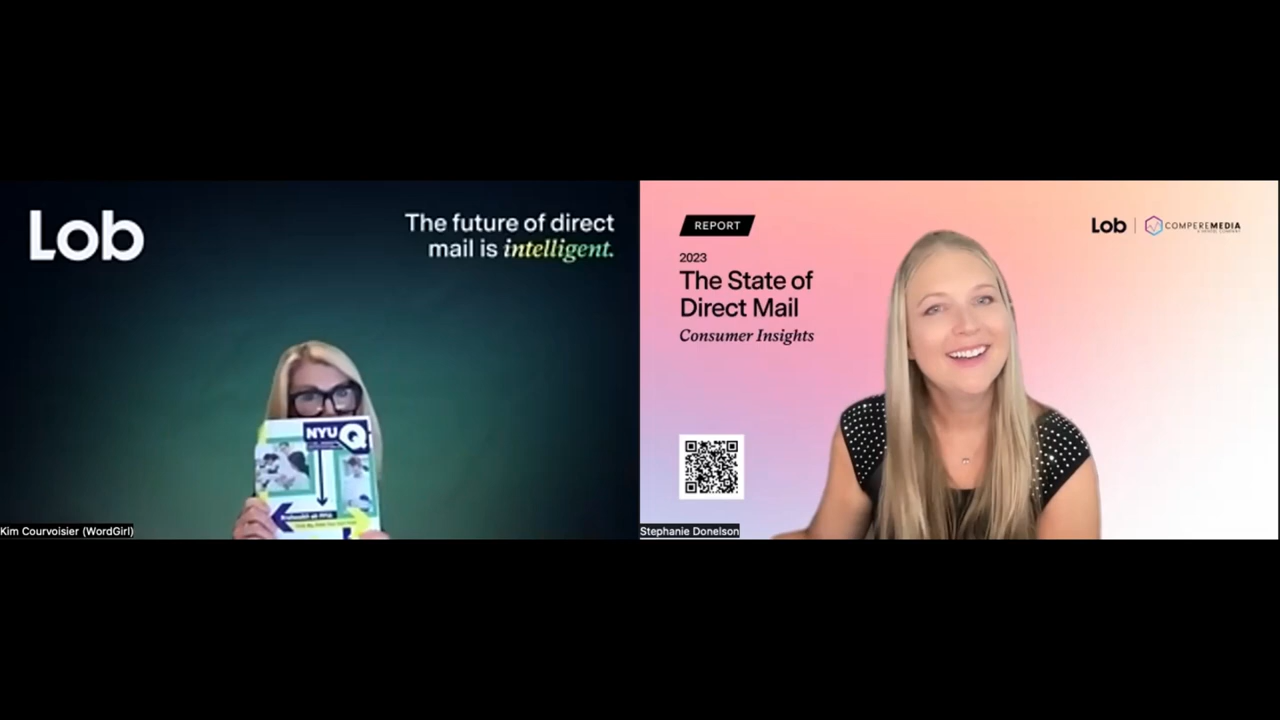 Lob
The future of direct
mail is intelligent.
NYU
Q
Kim Courvoisier (WordGirl)
REPORT
2023
The State of
Direct Mail
Consumer Insights
Lob
COMPEREMEDIA
Stephanie Donelson